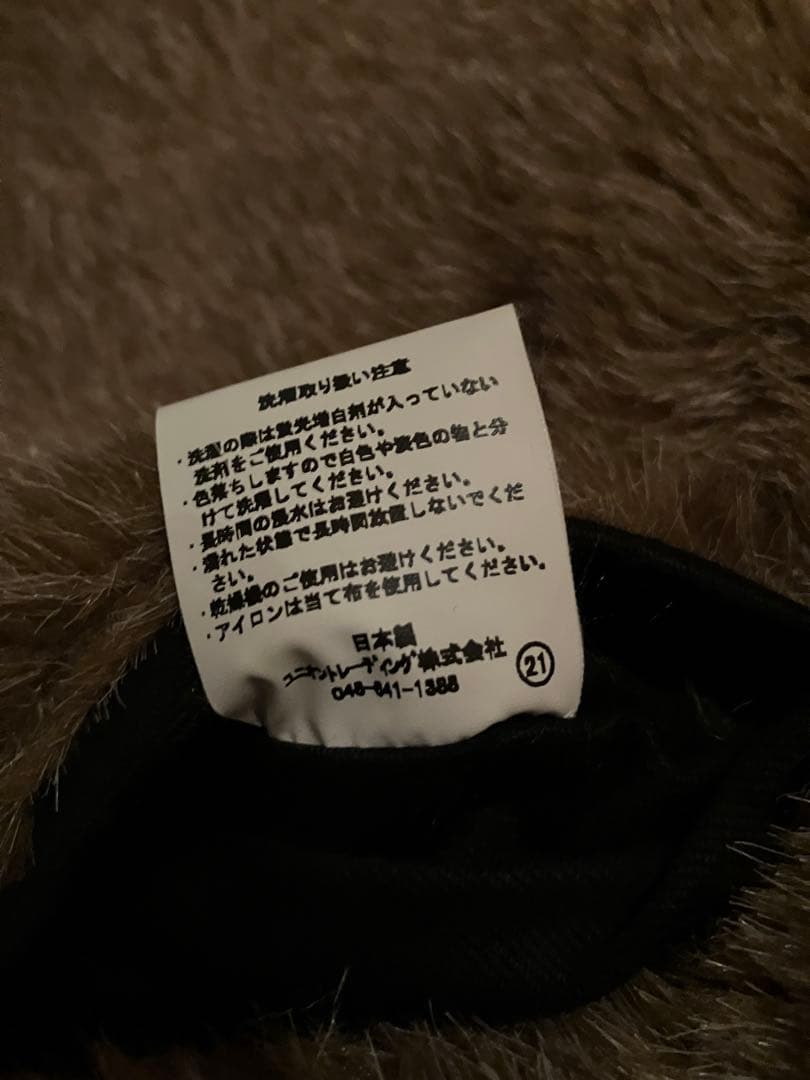 洗濯取り扱い注意
・洗濯の際は蛍光増白剤が入っていない
洗剤をご使用ください。
・色落ちしますので白色や淡色の物と分
けて洗濯してください。
・長時間の浸水はお避けください。
・濡れた状態で長時間放置しないでくだ
さい。
・乾燥機のご使用はお避けください。
・アイロンは当て布を使用してください。
日本製
ユニオントレーディング株式会社 21